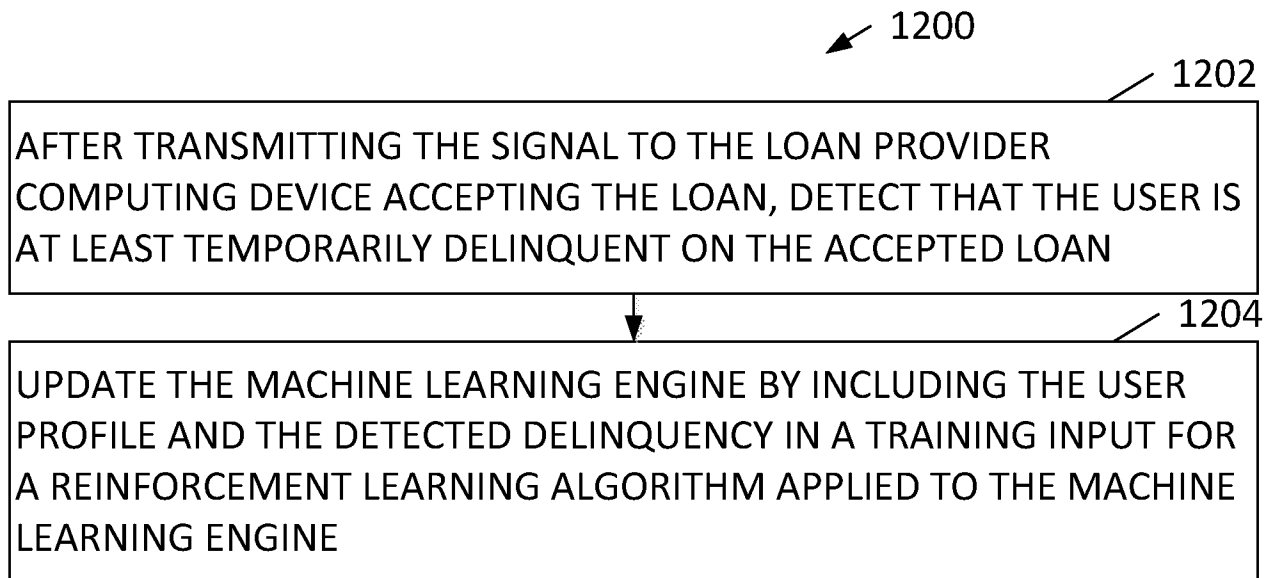 1200
1202
AFTER TRANSMITTING THE SIGNAL TO THE LOAN PROVIDER
COMPUTING DEVICE ACCEPTING THE LOAN, DETECT THAT THE USER IS
AT LEAST TEMPORARILY DELINQUENT ON THE ACCEPTED LOAN
1204
UPDATE THE MACHINE LEARNING ENGINE BY INCLUDING THE USER
PROFILE AND THE DETECTED DELINQUENCY IN A TRAINING INPUT FOR
A REINFORCEMENT LEARNING ALGORITHM APPLIED TO THE MACHINE
LEARNING ENGINE